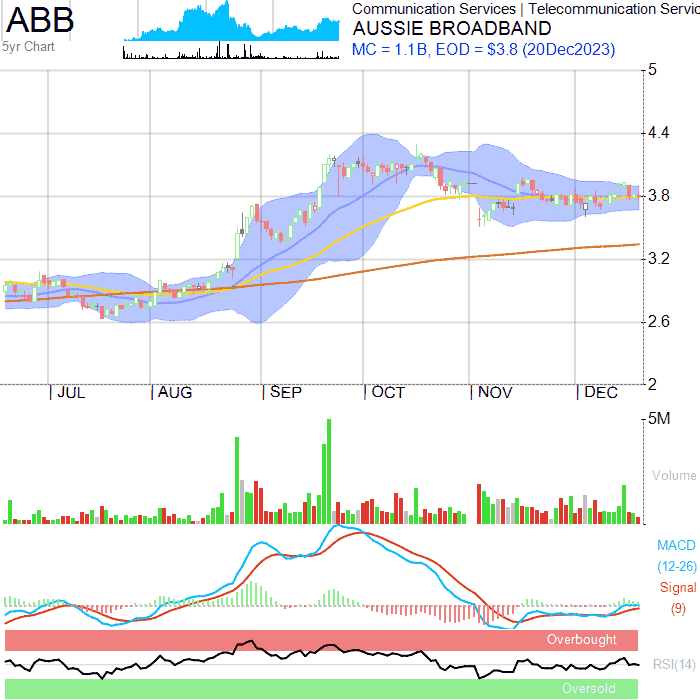 ABB
5yr Chart
Communication Services | Telecommunication Servic
AUSSIE BROADBAND
MC = 1.1B, EOD = $3.8 (20Dec2023)
5
4.4
3.8
3.2
2.6
2
JUL
AUG
SEP
OCT
NOV
DEC
5M
Volume
MACD
(12-26)
Signal
(9)
Overbought
RSI(14)
Oversold